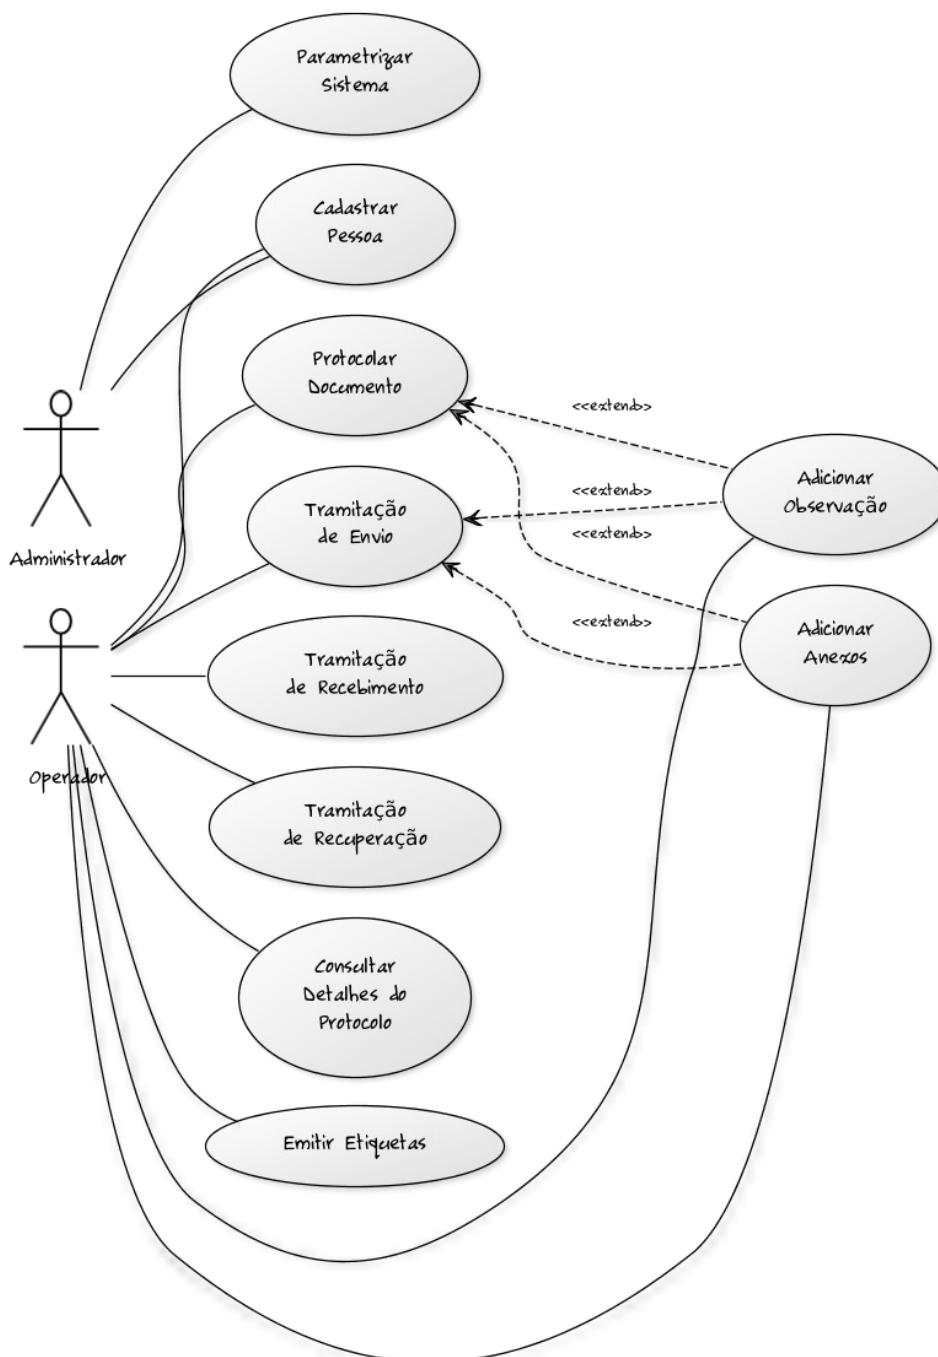 Parametrizar
Sistema
Cadastrar
Pessoa
Protocolar
Documento
<<extend>>
Adicionar
Observação
<<extend>>
Tramitação
de Envio
<<extend>>
Administrador
<<extend>>
Adicionar
Anexos
Tramitação
de Recebimento
Operador
Tramitação
de Recuperação
Consultar
Detalhes do
Protocolo
Emitir Etiquetas